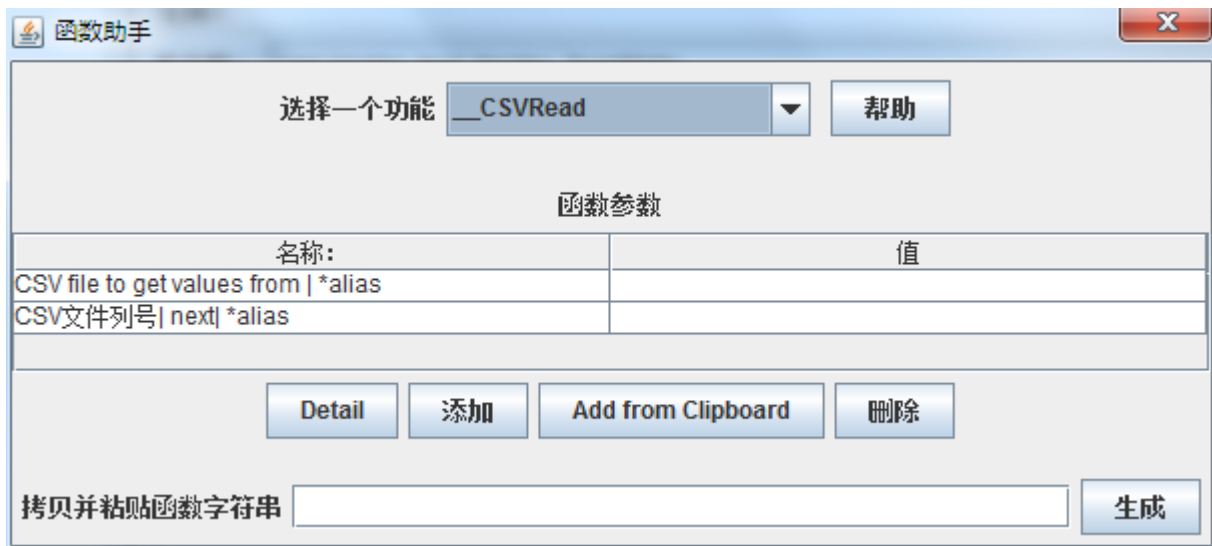 函数助手
选择一个功能 __CSVRead 帮助
函数参数
名称: 值
CSV file to get values from | *alias
CSV文件列号| next| *alias
Detail 添加 Add from Clipboard 删除
拷贝并粘贴函数字符串 生成